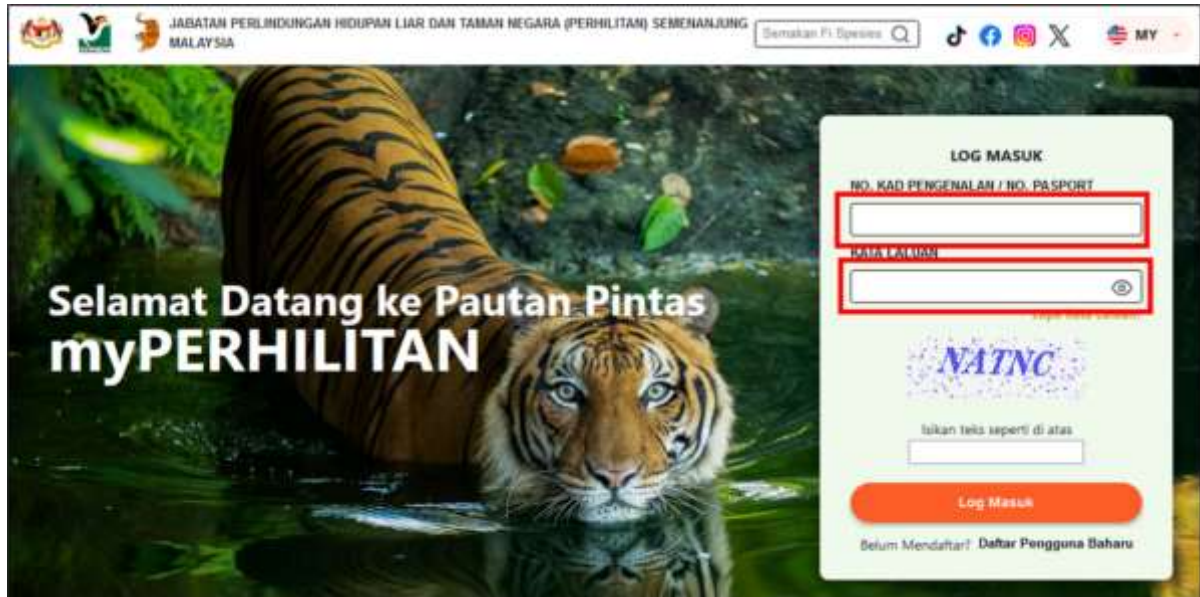 JABATAN PERLINDUNGAN HIDUPAN LIAR DAN TAMAN NEGARA (PERHILITAN) SEMENANJUNG
MALAYSIA
Semakan Fi Spesies
MY
LOG MASUK
NO. KAD PENGENALAN / NO. PASPORT
KATA LALUAN
Selamat Datang ke Pautan Pintas
myPERHILITAN
NATNC
Isikan teks seperti di atas
Log Masuk
Belum Mendaftar? Daftar Pengguna Baharu